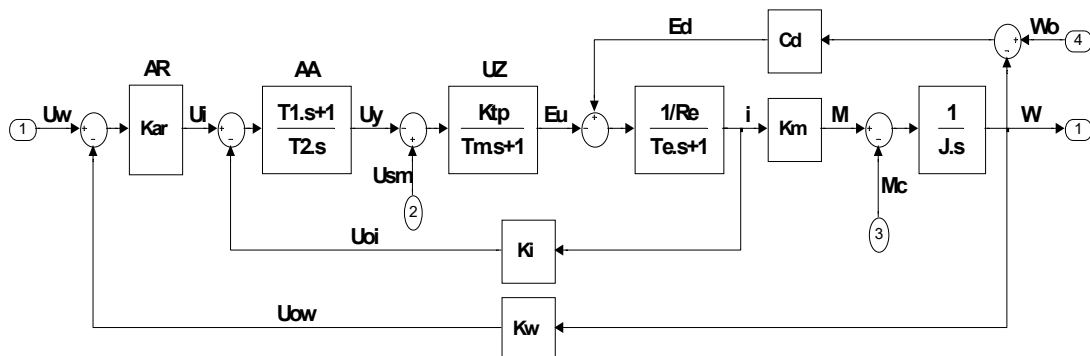 Ed
Cd
Wo
4
AR
AA
UZ
1
Uw
Kar
Ui
T1.s+1
T2.s
Uy
Ktp
Tm.s+1
Eu
1/Re
Te.s+1
i
Km
M
1
J.s
W
1
Usm
2
Mc
3
Uoi
Ki
Uow
Kw